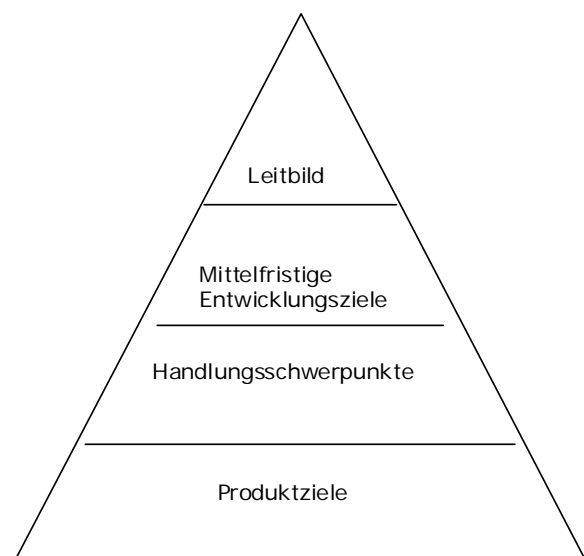 Leitbild
Mittelfristige
Entwicklungsziele
Handlungsschwerpunkte
Produktziele